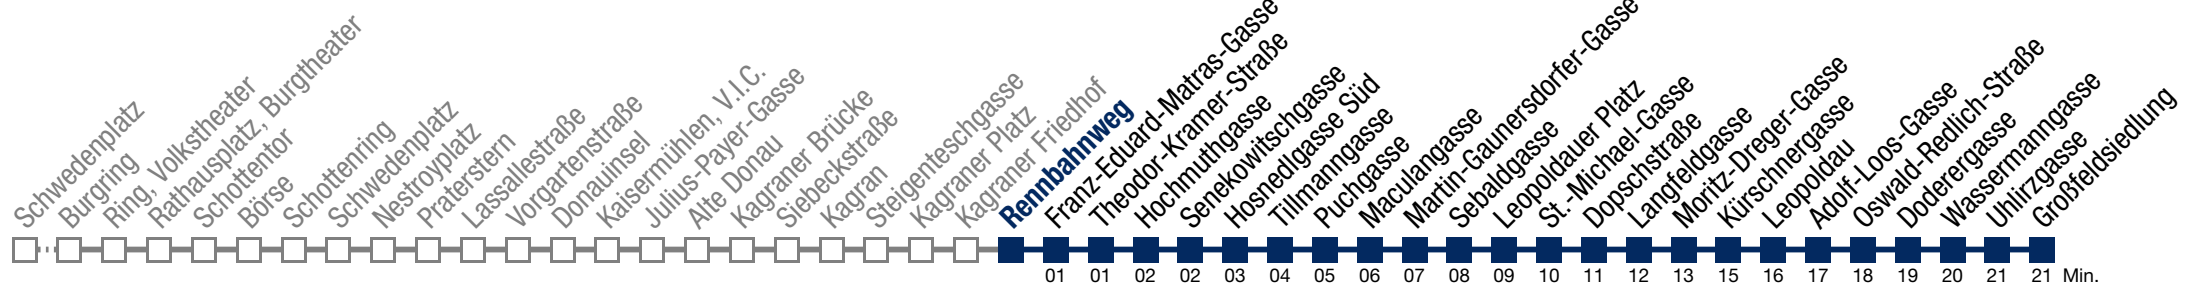 Schwedenplatz
Burgring
Ring, Volkstheater
Rathausplatz, Burgtheater
Schottentor
Börse
Schottenring
Schwedenplatz
Nestroyplatz
Praterstern
Lassallestraße
Vorgartenstraße
Donauinsel
Kaisermühlen, V.I.C.
Julius-Payer-Gasse
Alte Donau
Kagraner Brücke
Siebeckstraße
Kagran
Steigenteschgasse
Kagraner Platz
Kagraner Friedhof
Rennbahnweg
Franz-Eduard-Matras-Gasse
Theodor-Kramer-Straße
Hochmuthgasse
Senekowitschgasse
Hosnedlgasse Süd
Tillmanngasse
Puchgasse
Maculangasse
Martin-Gaunersdorfer-Gasse
Sebaldgasse
Leopoldauer Platz
St.-Michael-Gasse
Dopschstraße
Langfeldgasse
Moritz-Dreger-Gasse
Kürschnergasse
Leopoldau
Adolf-Loos-Gasse
Oswald-Redlich-Straße
Doderergasse
Wassermanngasse
Uhlirzgasse
Großfeldsiedlung
01 01 02 02 03 04 05 06 07 08 09 10 11 12 13 15 16 17 18 19 20 21 21 Min.